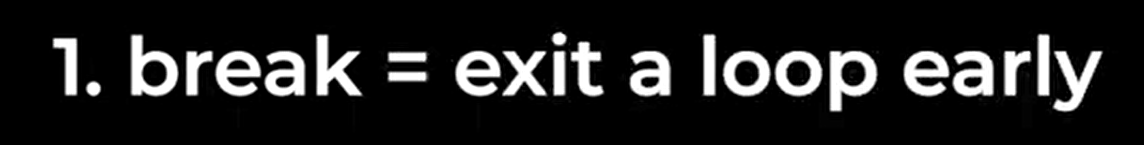 1. break = exit a loop early